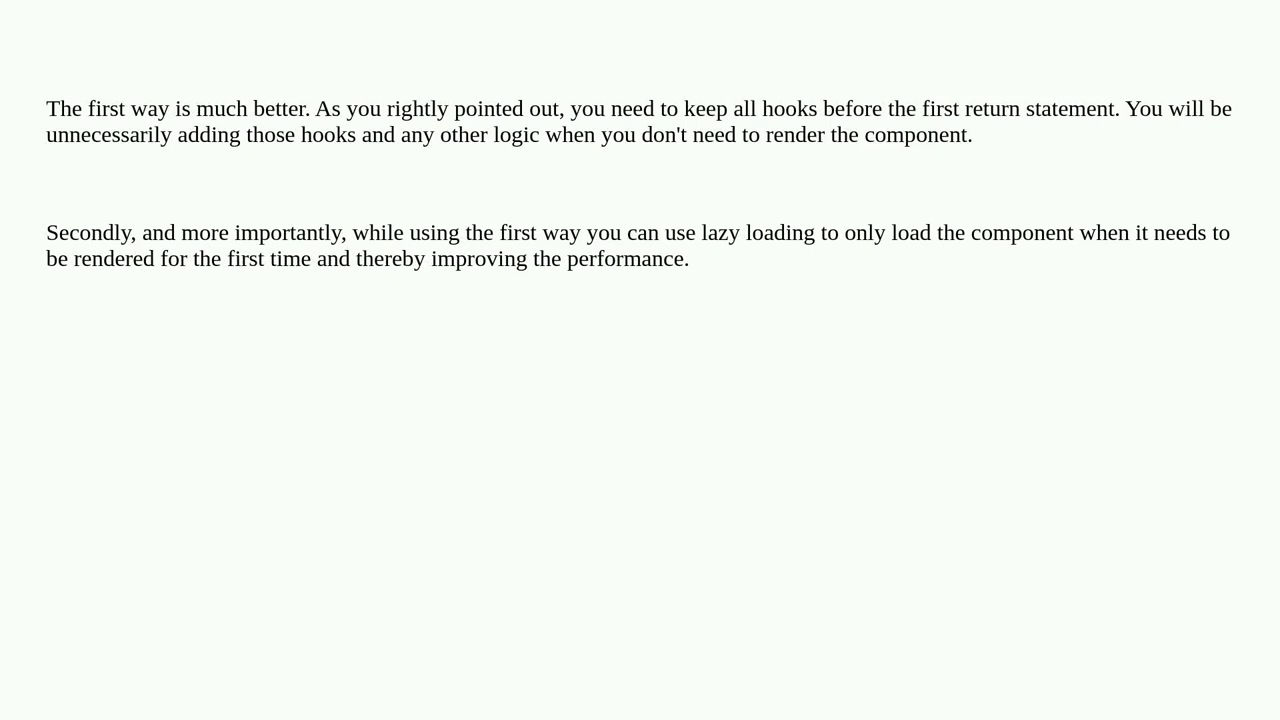 The first way is much better. As you rightly pointed out, you need to keep all hooks before the first return statement. You will be
unnecessarily adding those hooks and any other logic when you don't need to render the component.
Secondly, and more importantly, while using the first way you can use lazy loading to only load the component when it needs to
be rendered for the first time and thereby improving the performance.